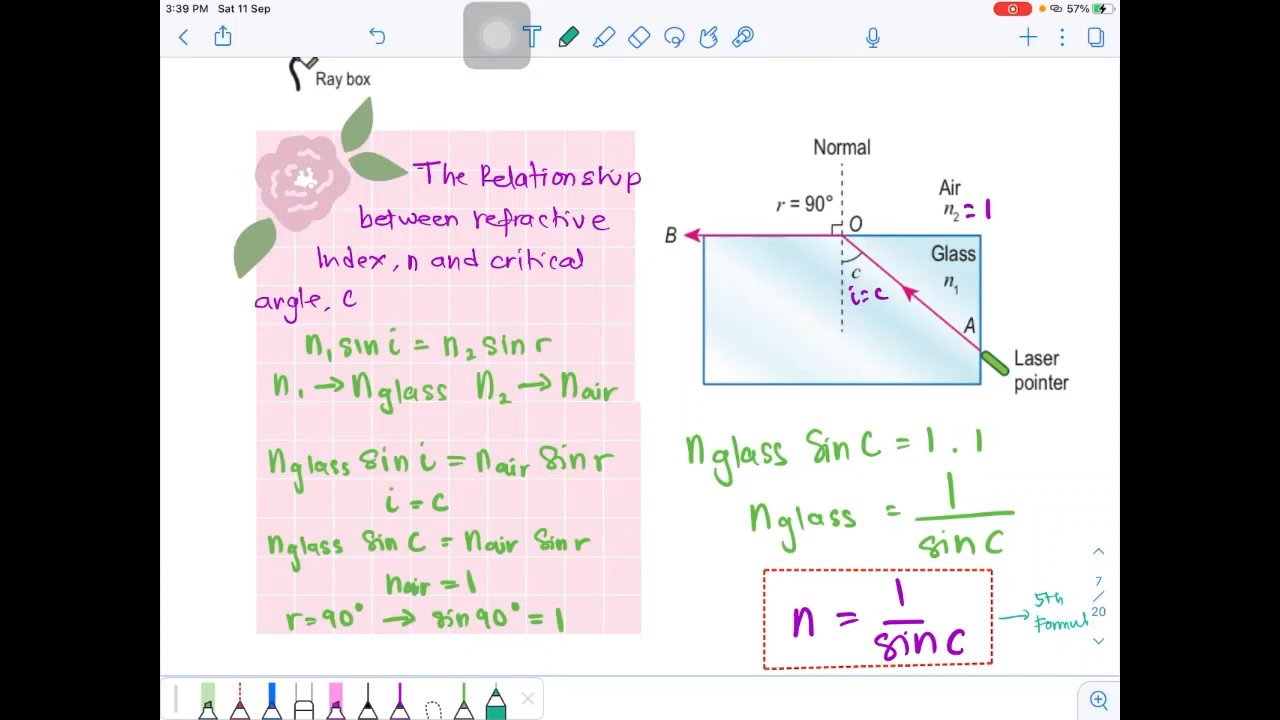 3:39 PM Sat 11 Sep
57%
T
Ray box
The Relationship
between refractive
Index, n and critical
angle, c
n₁ sin i = n₂ sin r
n₁ → nglass n₂ → nair
nglass sin i = nair sin r
i = c
nglass sin c = nair sin r
nair = 1
r = 90° → sin 90° = 1
Normal
r = 90°
Air
n₂ = 1
B
O
Glass
c
n₁
i = c
A
Laser
pointer
nglass sin c = 1 . 1
nglass = 1
sin c
n = 1
sin c
→ 5th
Formul
7
/
20